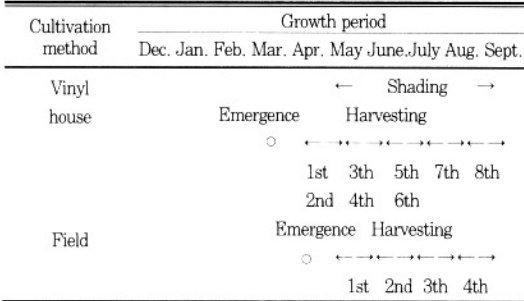 Cultivation method Growth period
Dec. Jan. Feb. Mar. Apr. May June.July Aug. Sept.
Vinyl house
← Shading →
Emergence Harvesting
○ ←→←→←→←→←→
1st 3th 5th 7th 8th
2nd 4th 6th
Field
Emergence Harvesting
○ ←→←→←→←→
1st 2nd 3th 4th